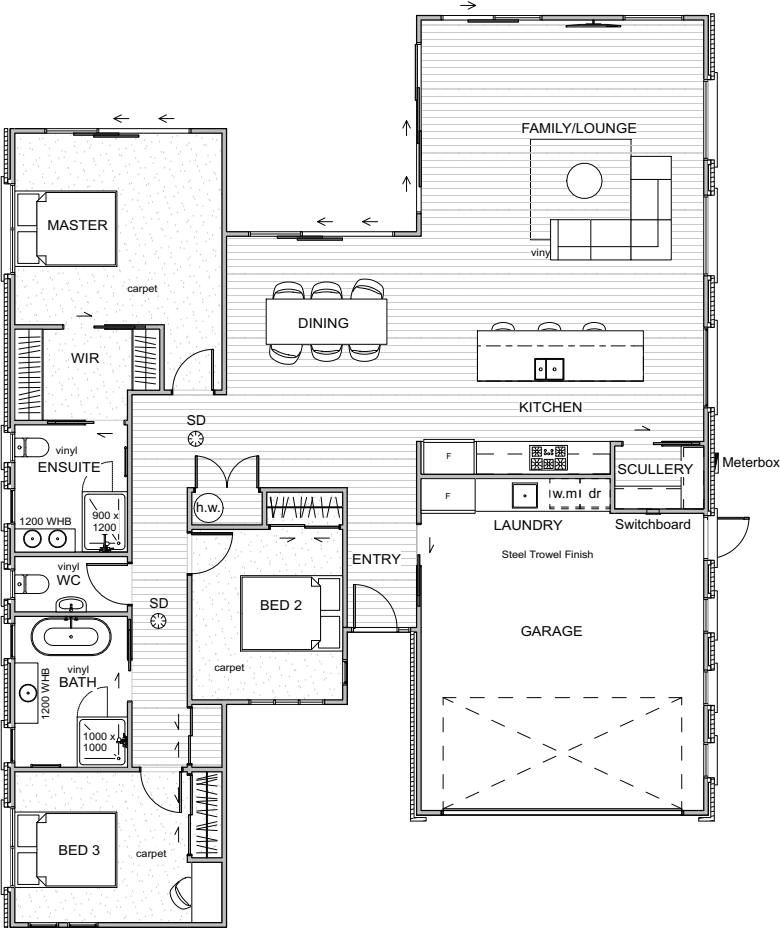 FAMILY/LOUNGE
MASTER
viny
carpet
DINING
WIR
KITCHEN
SD
vinyl
ENSUITE
F
SCULLERY
Meterbox
900 x
1200
h.w.
F
w.m
dr
1200 WHB
LAUNDRY
Switchboard
vinyl
WC
ENTRY
Steel Trowel Finish
SD
BED 2
GARAGE
vinyl
BATH
carpet
1200 WHB
1000 x
1000
BED 3
carpet